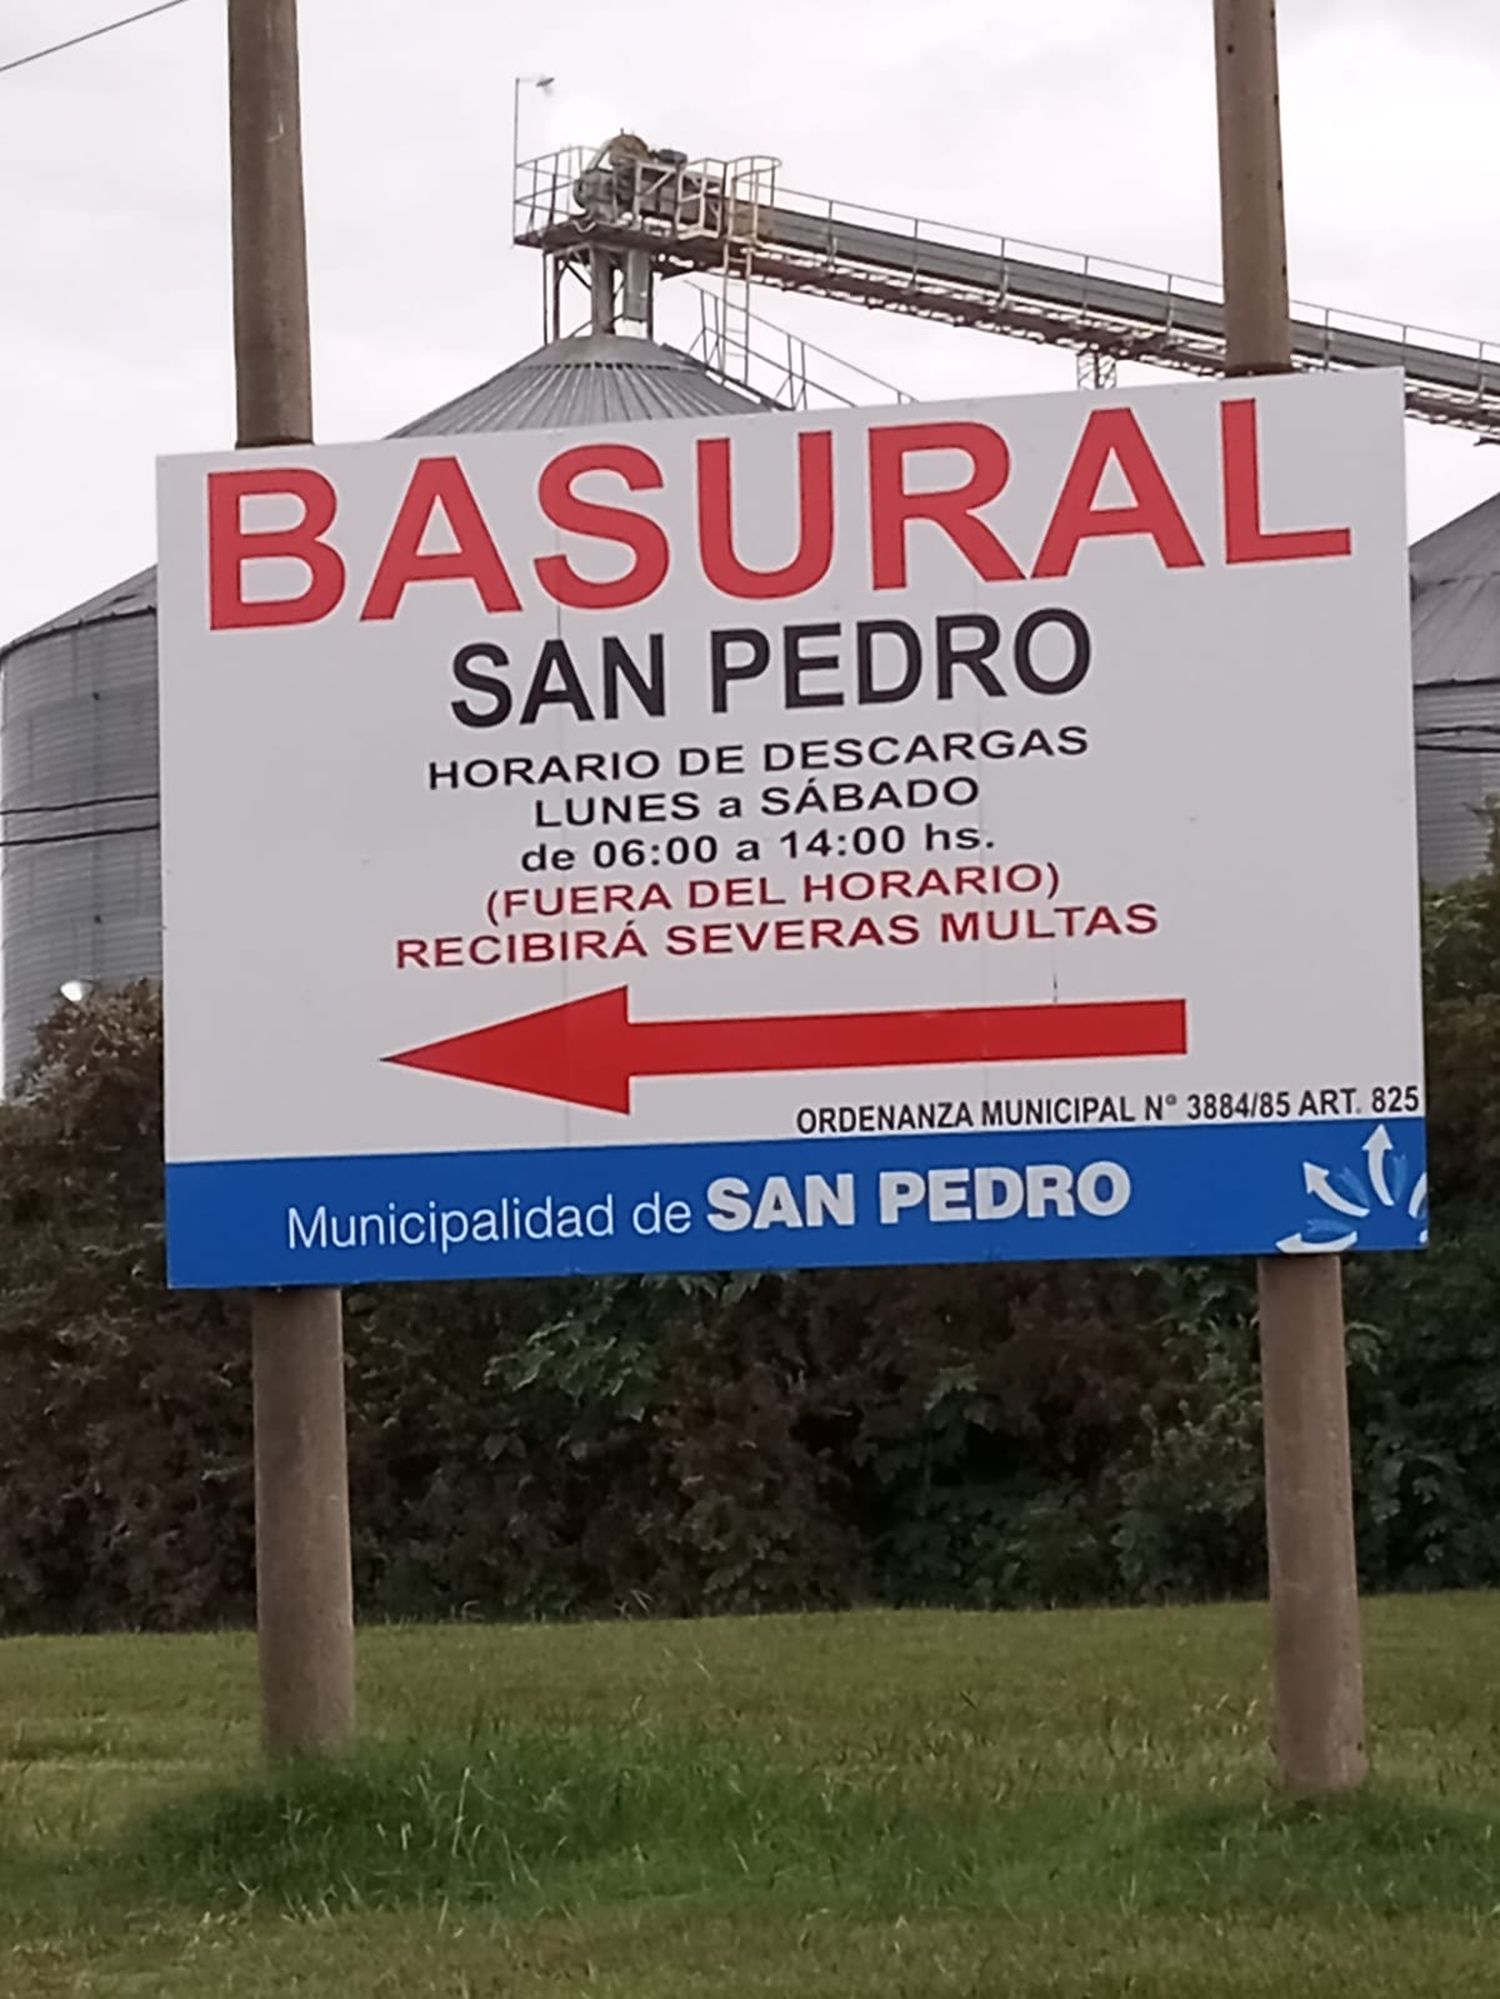 BASURAL
SAN PEDRO
HORARIO DE DESCARGAS
LUNES a SÁBADO
de 06:00 a 14:00 hs.
(FUERA DEL HORARIO)
RECIBIRÁ SEVERAS MULTAS
ORDENANZA MUNICIPAL Nº 3884/85 ART. 825
Municipalidad de SAN PEDRO